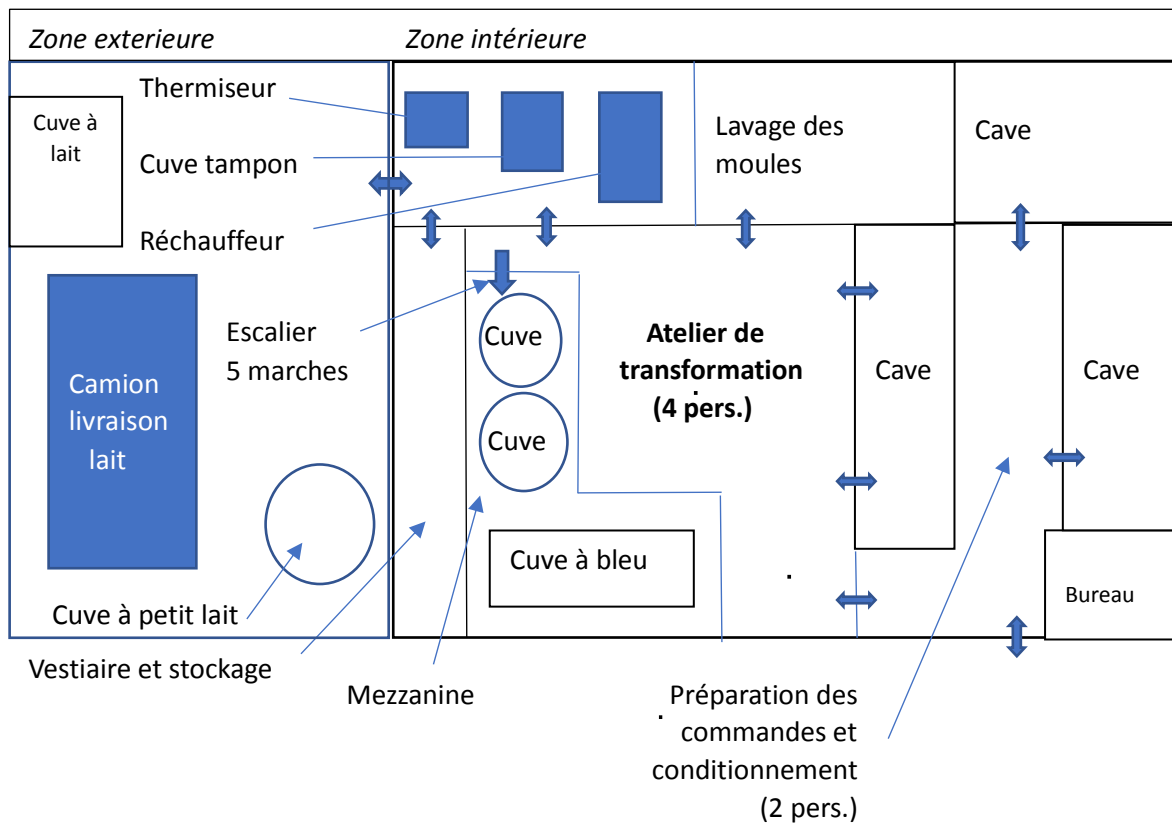 Zone exterieure
Zone intérieure
Thermiseur
Cuve à
lait
Cuve tampon
Réchauffeur
Lavage des
moules
Cave
Escalier
5 marches
Cuve
Cuve
Atelier de
transformation
(4 pers.)
Cave
Cave
Camion
livraison
lait
Cuve à bleu
Cuve à petit lait
Bureau
Vestiaire et stockage
Mezzanine
Préparation des
commandes et
conditionnement
(2 pers.)